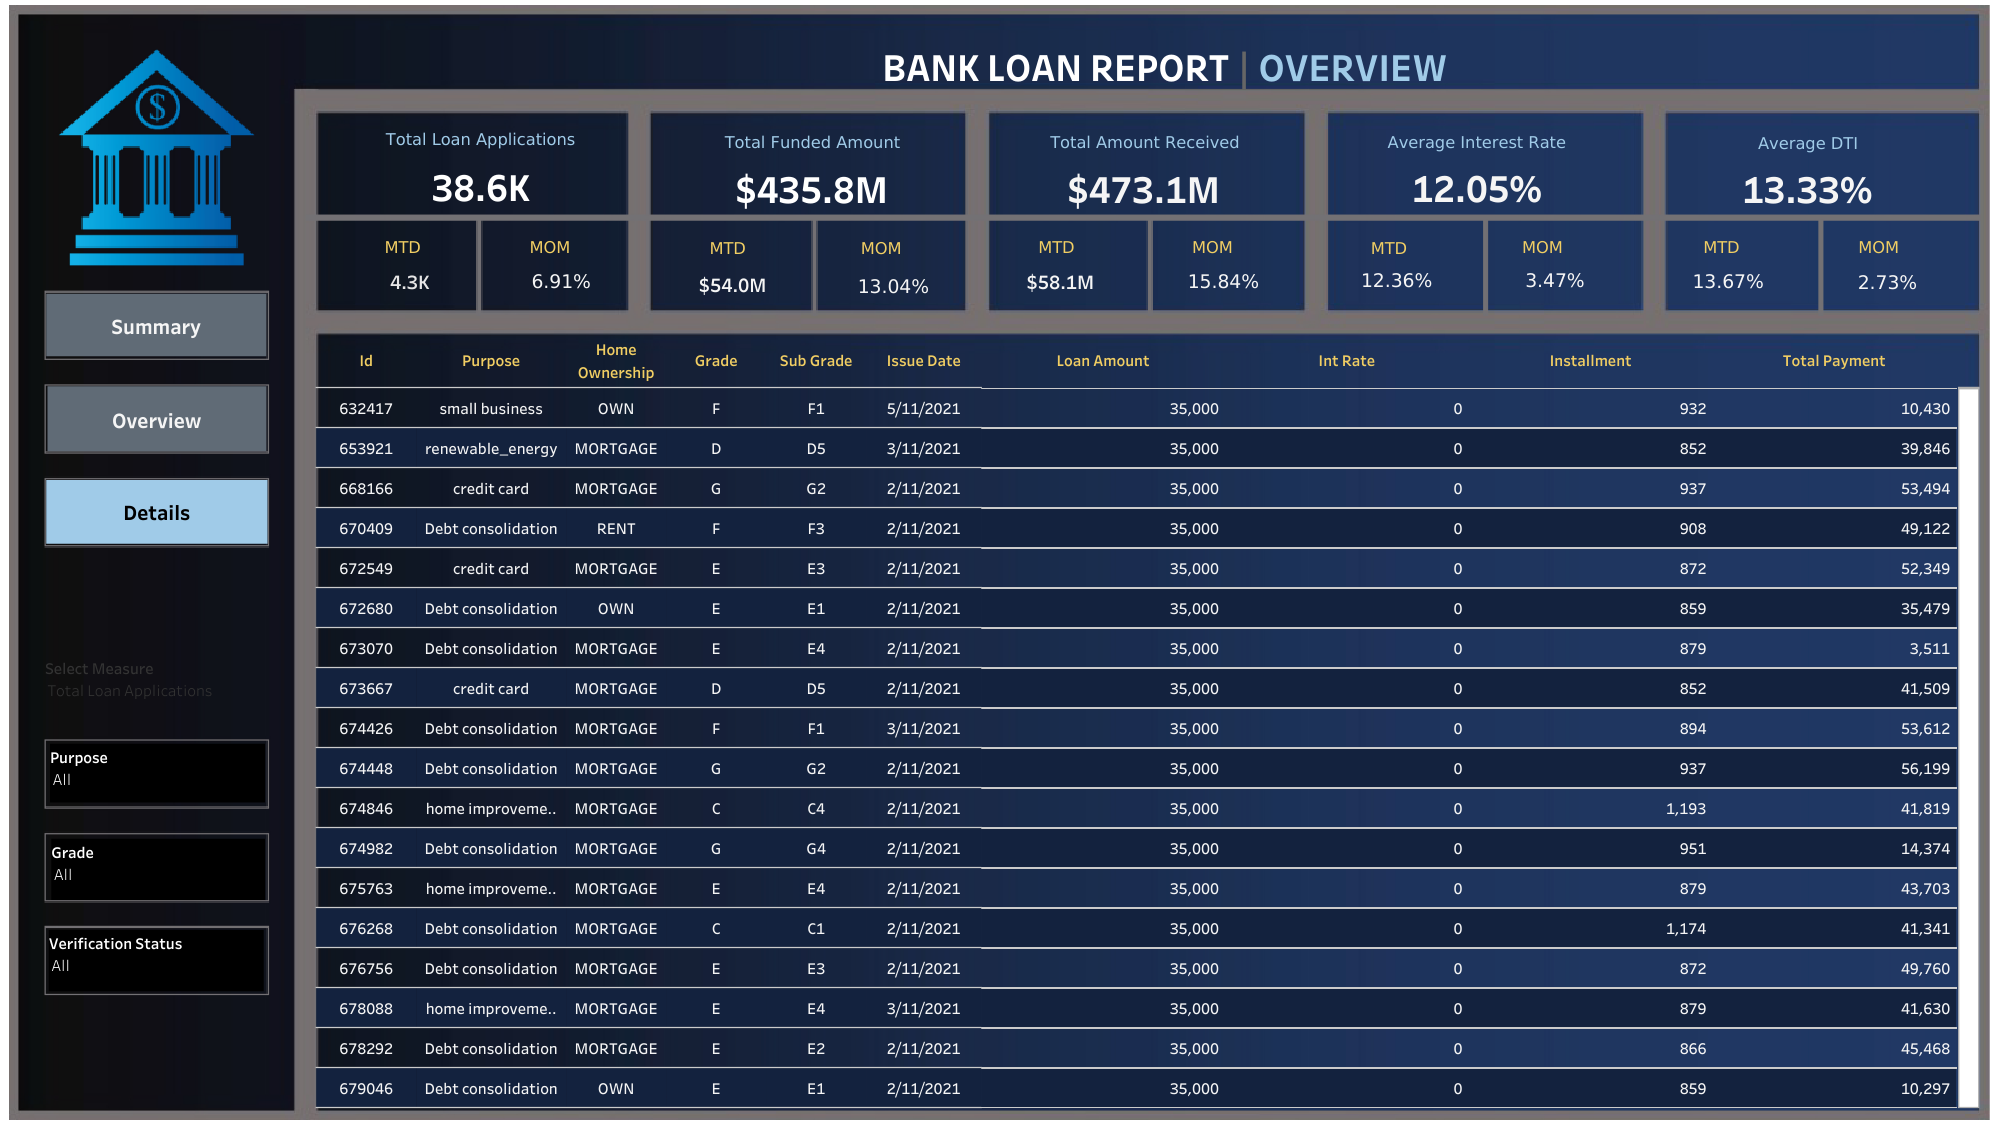 BANK LOAN REPORT | OVERVIEW
$
Total Loan Applications
38.6K
MTD MOM
4.3K 6.91%
Total Funded Amount
$435.8M
MTD MOM
$54.0M 13.04%
Total Amount Received
$473.1M
MTD MOM
$58.1M 15.84%
Average Interest Rate
12.05%
MTD MOM
12.36% 3.47%
Average DTI
13.33%
MTD MOM
13.67% 2.73%
Summary
Overview
Details
Select Measure
Total Loan Applications
Purpose
All
Grade
All
Verification Status
All
Id Purpose Home Ownership Grade Sub Grade Issue Date Loan Amount Int Rate Installment Total Payment
632417 small business OWN F F1 5/11/2021 35,000 0 932 10,430
653921 renewable_energy MORTGAGE D D5 3/11/2021 35,000 0 852 39,846
668166 credit card MORTGAGE G G2 2/11/2021 35,000 0 937 53,494
670409 Debt consolidation RENT F F3 2/11/2021 35,000 0 908 49,122
672549 credit card MORTGAGE E E3 2/11/2021 35,000 0 872 52,349
672680 Debt consolidation OWN E E1 2/11/2021 35,000 0 859 35,479
673070 Debt consolidation MORTGAGE E E4 2/11/2021 35,000 0 879 3,511
673667 credit card MORTGAGE D D5 2/11/2021 35,000 0 852 41,509
674426 Debt consolidation MORTGAGE F F1 3/11/2021 35,000 0 894 53,612
674448 Debt consolidation MORTGAGE G G2 2/11/2021 35,000 0 937 56,199
674846 home improveme.. MORTGAGE C C4 2/11/2021 35,000 0 1,193 41,819
674982 Debt consolidation MORTGAGE G G4 2/11/2021 35,000 0 951 14,374
675763 home improveme.. MORTGAGE E E4 2/11/2021 35,000 0 879 43,703
676268 Debt consolidation MORTGAGE C C1 2/11/2021 35,000 0 1,174 41,341
676756 Debt consolidation MORTGAGE E E3 2/11/2021 35,000 0 872 49,760
678088 home improveme.. MORTGAGE E E4 3/11/2021 35,000 0 879 41,630
678292 Debt consolidation MORTGAGE E E2 2/11/2021 35,000 0 866 45,468
679046 Debt consolidation OWN E E1 2/11/2021 35,000 0 859 10,297